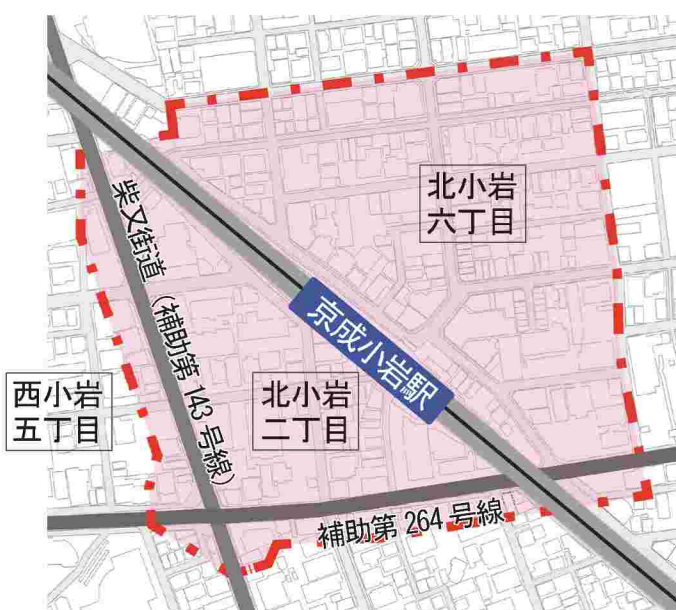 北小岩
六丁目
柴又街道（補助第143号線）
京成小岩駅
西小岩
五丁目
北小岩
二丁目
補助第264号線